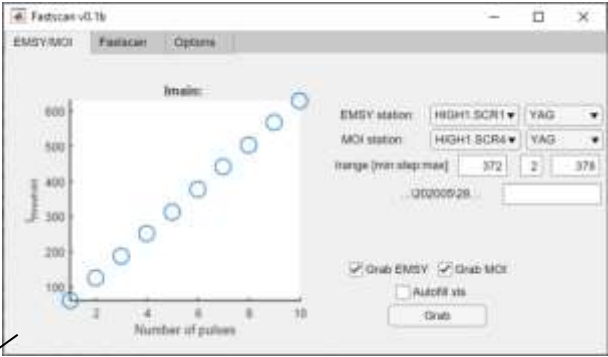 Fastscan v0.1b
EMSY/MOI Fastscan Options
Imain:
600
500
400
300
200
100
2 4 6 8 10
Number of pulses
EMSY station HIGH1.SCR1 YAG
MOI station HIGH1.SCR4 YAG
Irange [min step max] 372 2 378
...\20200528...
Grab EMSY Grab MOI
Autofill xls
Grab